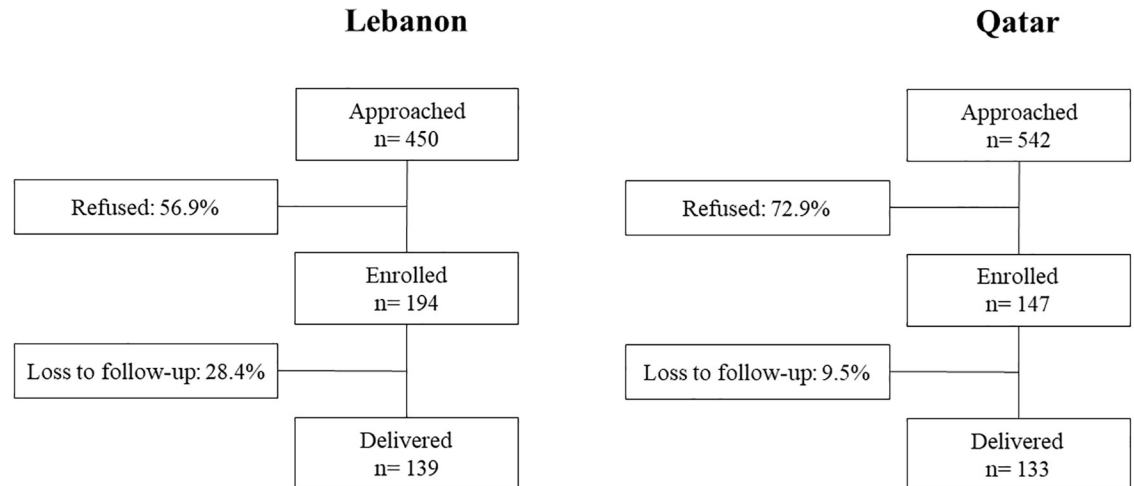 Lebanon
Approached
n= 450
Refused: 56.9%
Enrolled
n= 194
Loss to follow-up: 28.4%
Delivered
n= 139
Qatar
Approached
n= 542
Refused: 72.9%
Enrolled
n= 147
Loss to follow-up: 9.5%
Delivered
n= 133